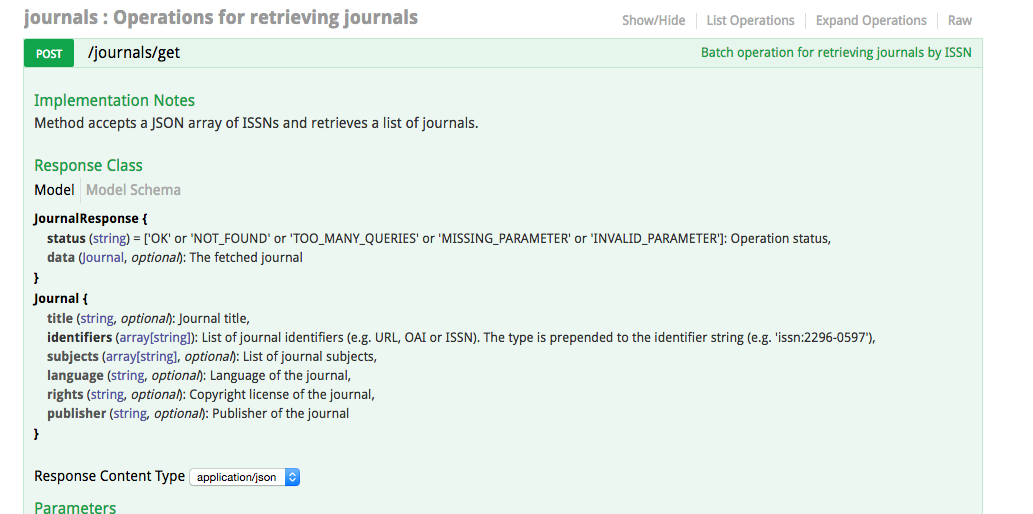 journals : Operations for retrieving journals
Show/Hide List Operations Expand Operations Raw
POST /journals/get Batch operation for retrieving journals by ISSN
Implementation Notes
Method accepts a JSON array of ISSNs and retrieves a list of journals.
Response Class
Model Model Schema
JournalResponse {
status (string) = ['OK' or 'NOT_FOUND' or 'TOO_MANY_QUERIES' or 'MISSING_PARAMETER' or 'INVALID_PARAMETER']: Operation status,
data (Journal, optional): The fetched journal
}
Journal {
title (string, optional): Journal title,
identifiers (array[string]): List of journal identifiers (e.g. URL, OAI or ISSN). The type is prepended to the identifier string (e.g. 'issn:2296-0597'),
subjects (array[string], optional): List of journal subjects,
language (string, optional): Language of the journal,
rights (string, optional): Copyright license of the journal,
publisher (string, optional): Publisher of the journal
}
Response Content Type application/json
Parameters